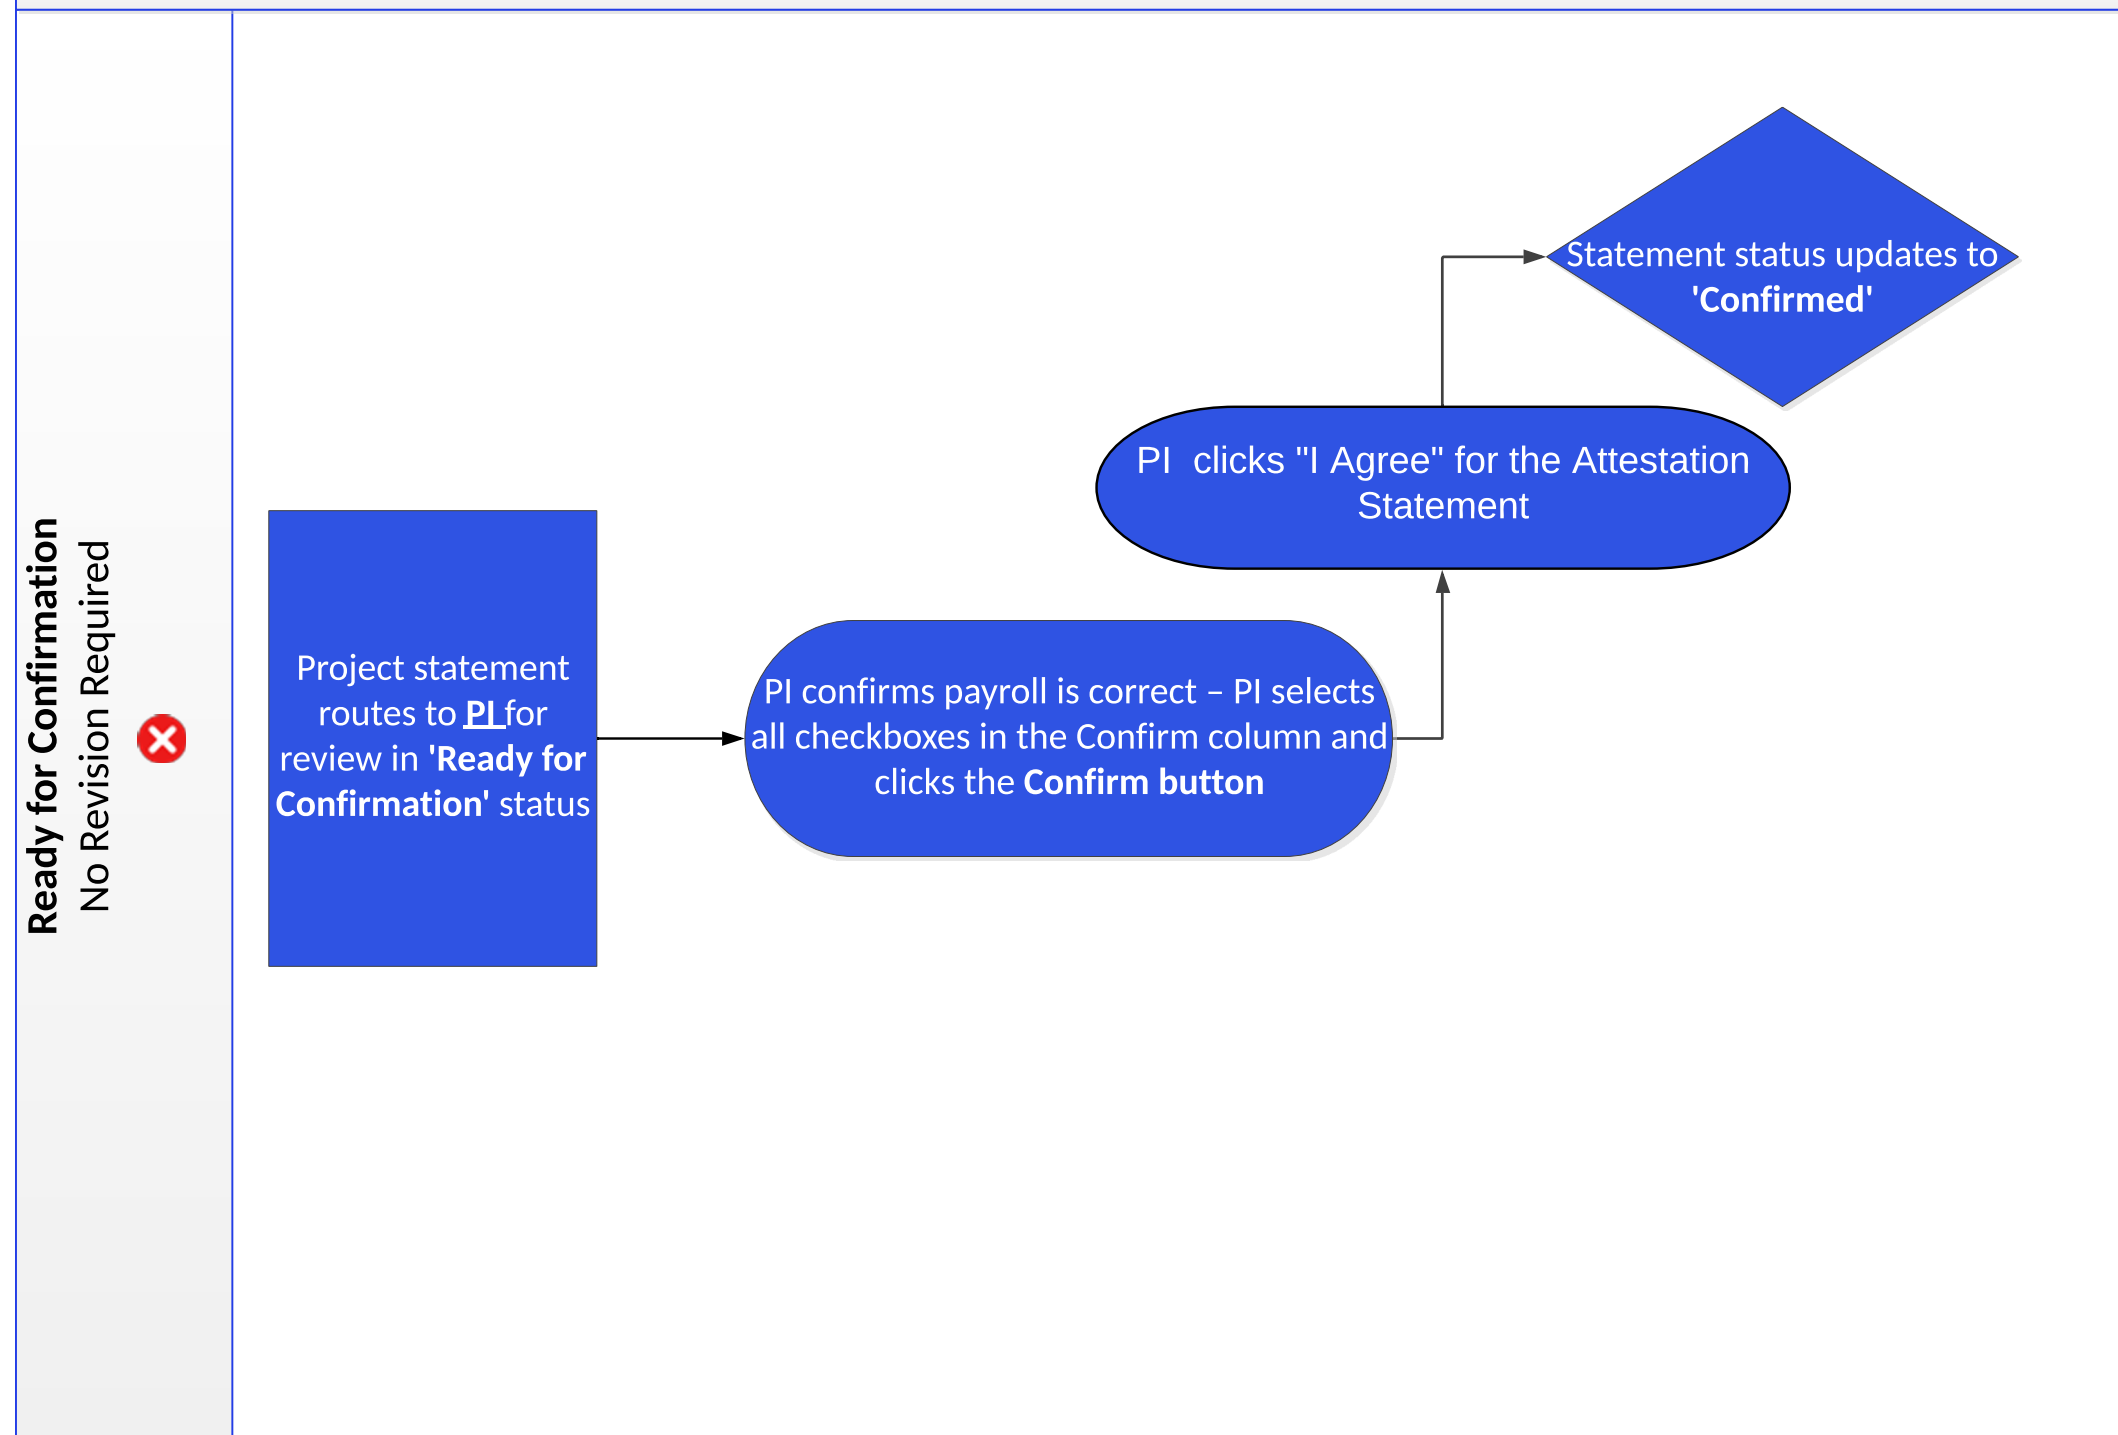 Ready for Confirmation
No Revision Required
Project statement
routes to PI for
review in 'Ready for
Confirmation' status
PI confirms payroll is correct – PI selects
all checkboxes in the Confirm column and
clicks the Confirm button
PI  clicks "I Agree" for the Attestation
Statement
Statement status updates to
'Confirmed'